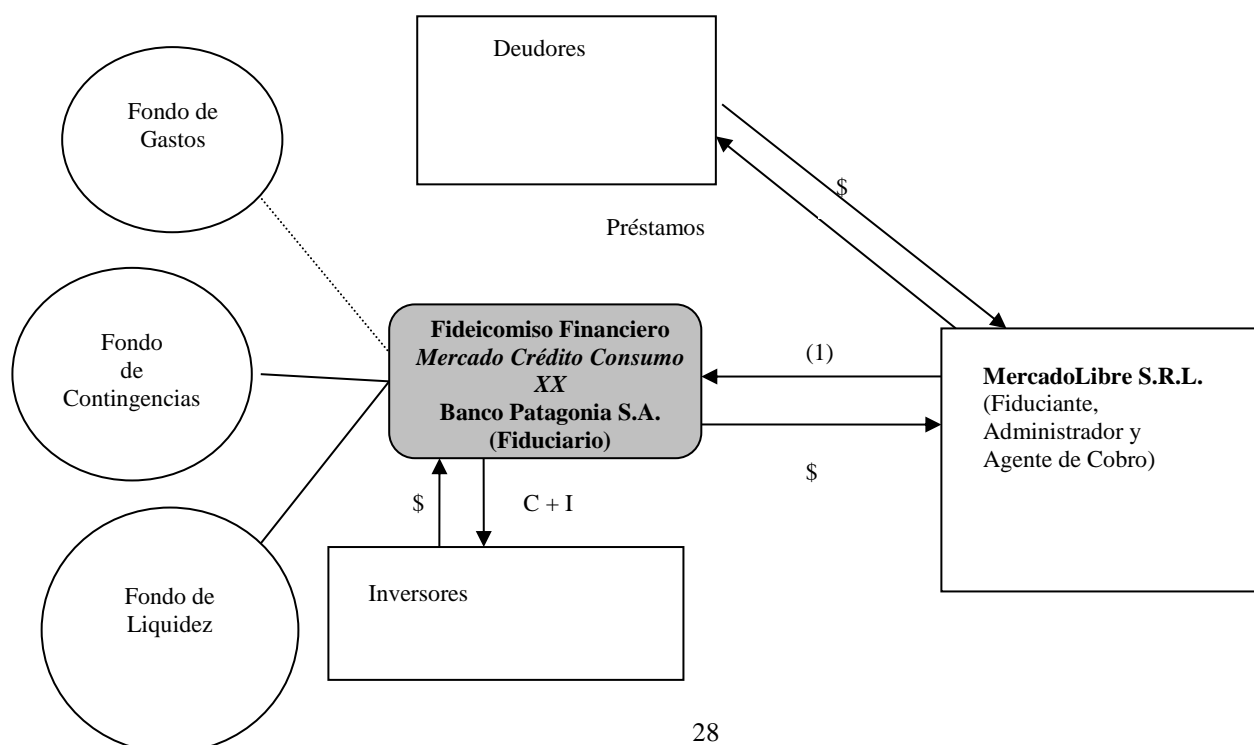 Deudores
Fondo de
Gastos
$
Préstamos
Fideicomiso Financiero
Mercado Crédito Consumo
XX
Banco Patagonia S.A.
(Fiduciario)
(1)
MercadoLibre S.R.L.
(Fiduciante,
Administrador y
Agente de Cobro)
Fondo
de
Contingencias
$
$
C + I
Inversores
Fondo de
Liquidez
28